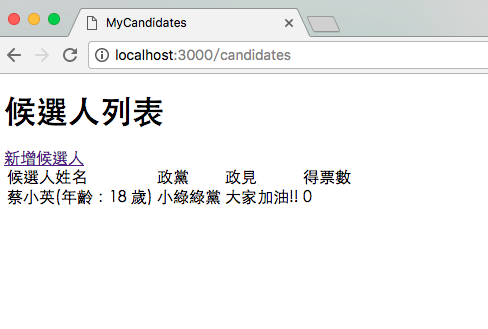 MyCandidates
localhost:3000/candidates
候選人列表
新增候選人
候選人姓名 政黨 政見 得票數
蔡小英(年齡：18 歲) 小綠綠黨 大家加油!! 0